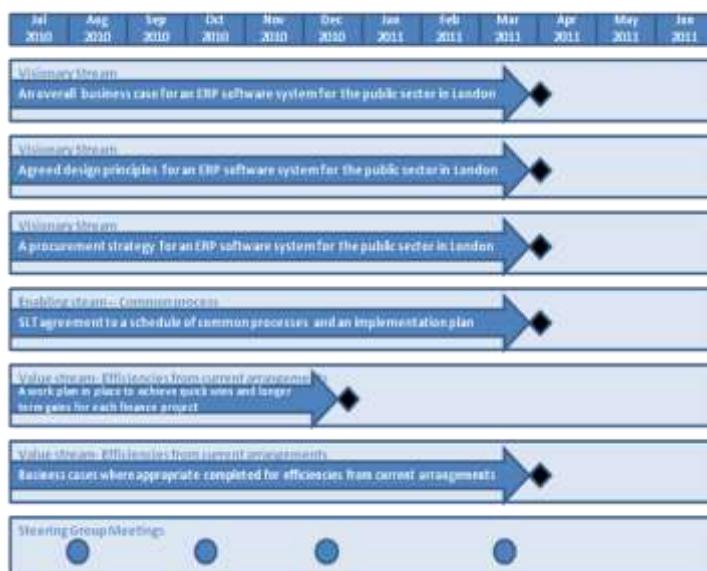 Jul Aug Sep Oct Nov Dec Jan Feb Mar Apr May Jun
2010 2010 2010 2010 2010 2010 2011 2011 2011 2011 2011 2011
Visionary Stream
An overall business case for an ERP software system for the public sector in London
Visionary Stream
Agreed design principles for an ERP software system for the public sector in London
Visionary Stream
A procurement strategy for an ERP software system for the public sector in London
Enabling steam – Common process
SLT agreement to a schedule of common processes and an implementation plan
Value stream- Efficiencies from current arrangements
A work plan in place to achieve quick wins and longer
term gains for each finance project
Value stream- Efficiencies from current arrangements
Business cases where appropriate completed for efficiencies from current arrangements
Steering Group Meetings